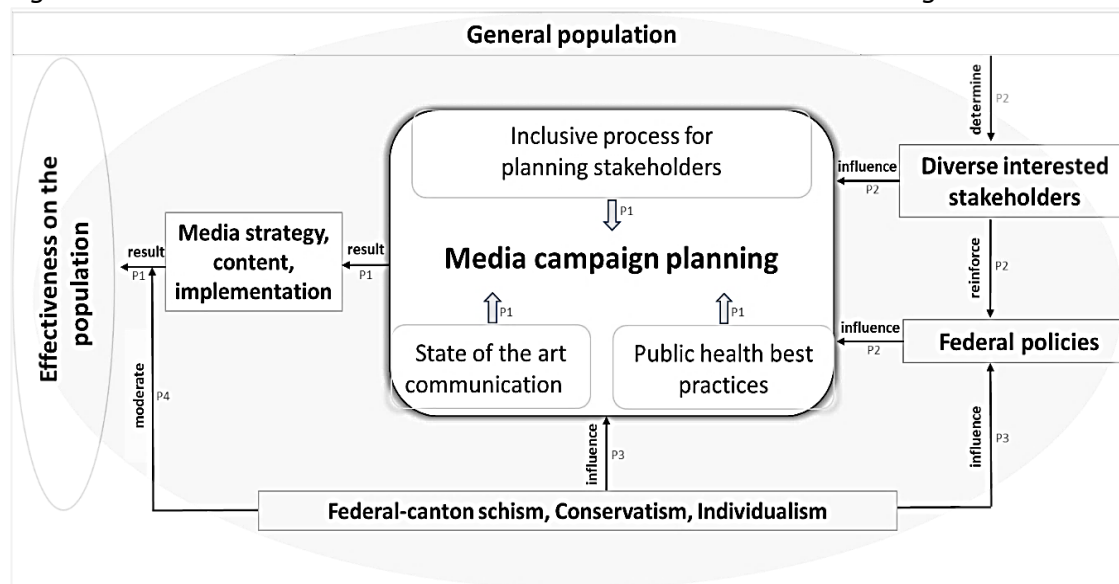 General population
determine
P2
Inclusive process for
planning stakeholders
P1
influence
P2
Diverse interested
stakeholders
Effectiveness on the
population
result
P1
Media strategy,
content,
implementation
result
P1
Media campaign planning
reinforce
P2
P1
P1
State of the art
communication
Public health best
practices
influence
P2
Federal policies
moderate
P4
influence
P3
influence
P3
Federal-canton schism, Conservatism, Individualism